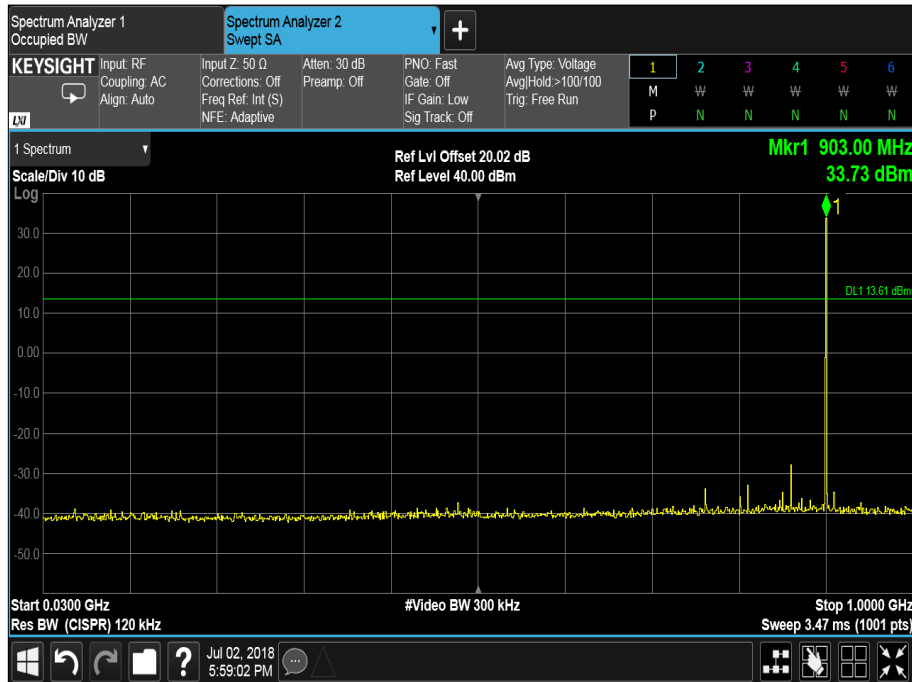 Spectrum Analyzer 1
Occupied BW
Spectrum Analyzer 2
Swept SA
+
KEYSIGHT
LXI
Input: RF
Coupling: AC
Align: Auto
Input Z: 50 Ω
Corrections: Off
Freq Ref: Int (S)
NFE: Adaptive
Atten: 30 dB
Preamp: Off
PNO: Fast
Gate: Off
IF Gain: Low
Sig Track: Off
Avg Type: Voltage
Avg|Hold:>100/100
Trig: Free Run
1 2 3 4 5 6
M W W W W W
P N N N N N
1 Spectrum
Scale/Div 10 dB
Log
Ref Lvl Offset 20.02 dB
Ref Level 40.00 dBm
Mkr1 903.00 MHz
33.73 dBm
1
30.0
20.0
DL1 13.61 dBm
10.0
0.00
-10.0
-20.0
-30.0
-40.0
-50.0
Start 0.0300 GHz
Res BW (CISPR) 120 kHz
#Video BW 300 kHz
Stop 1.0000 GHz
Sweep 3.47 ms (1001 pts)
?
Jul 02, 2018
5:59:02 PM